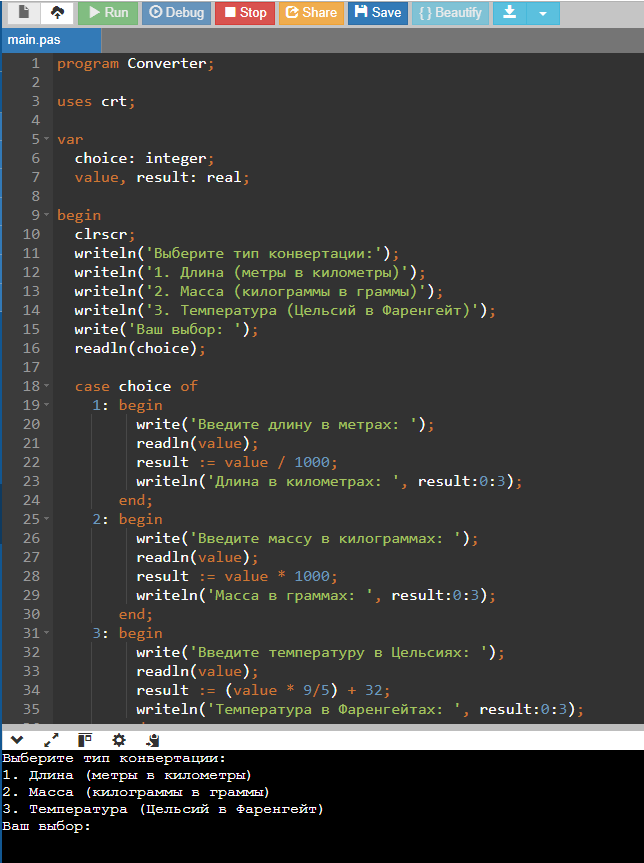 Run Debug Stop Share Save { } Beautify
main.pas
1 program Converter;
2
3 uses crt;
4
5 var
6 choice: integer;
7 value, result: real;
8
9 begin
10 clrscr;
11 writeln('Выберите тип конвертации:');
12 writeln('1. Длина (метры в километры)');
13 writeln('2. Масса (килограммы в граммы)');
14 writeln('3. Температура (Цельсий в Фаренгейт)');
15 write('Ваш выбор: ');
16 readln(choice);
17
18 case choice of
19 1: begin
20 write('Введите длину в метрах: ');
21 readln(value);
22 result := value / 1000;
23 writeln('Длина в километрах: ', result:0:3);
24 end;
25 2: begin
26 write('Введите массу в килограммах: ');
27 readln(value);
28 result := value * 1000;
29 writeln('Масса в граммах: ', result:0:3);
30 end;
31 3: begin
32 write('Введите температуру в Цельсиях: ');
33 readln(value);
34 result := (value * 9/5) + 32;
35 writeln('Температура в Фаренгейтах: ', result:0:3);
Выберите тип конвертации:
1. Длина (метры в километры)
2. Масса (килограммы в граммы)
3. Температура (Цельсий в Фаренгейт)
Ваш выбор: